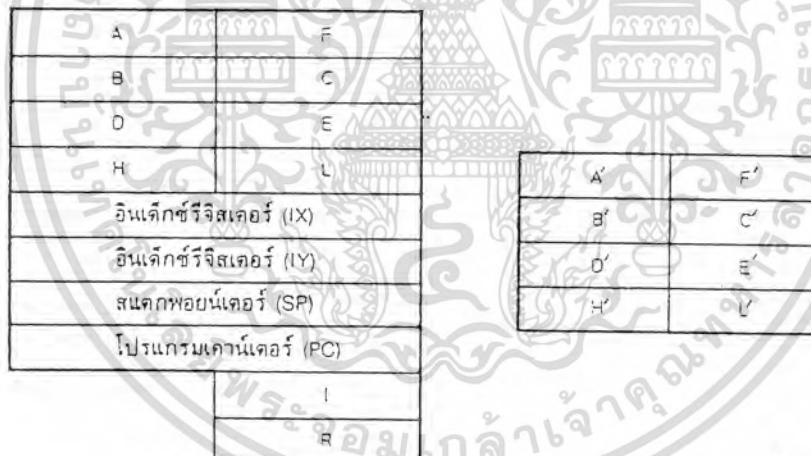 A F
B C
D E
H L
อินเด็กซ์รีจิสเตอร์ (IX)
อินเด็กซ์รีจิสเตอร์ (IY)
สแตกพอยน์เตอร์ (SP)
โปรแกรมเคาน์เตอร์ (PC)
I
R
A′ F′
B′ C′
D′ E′
H′ L′